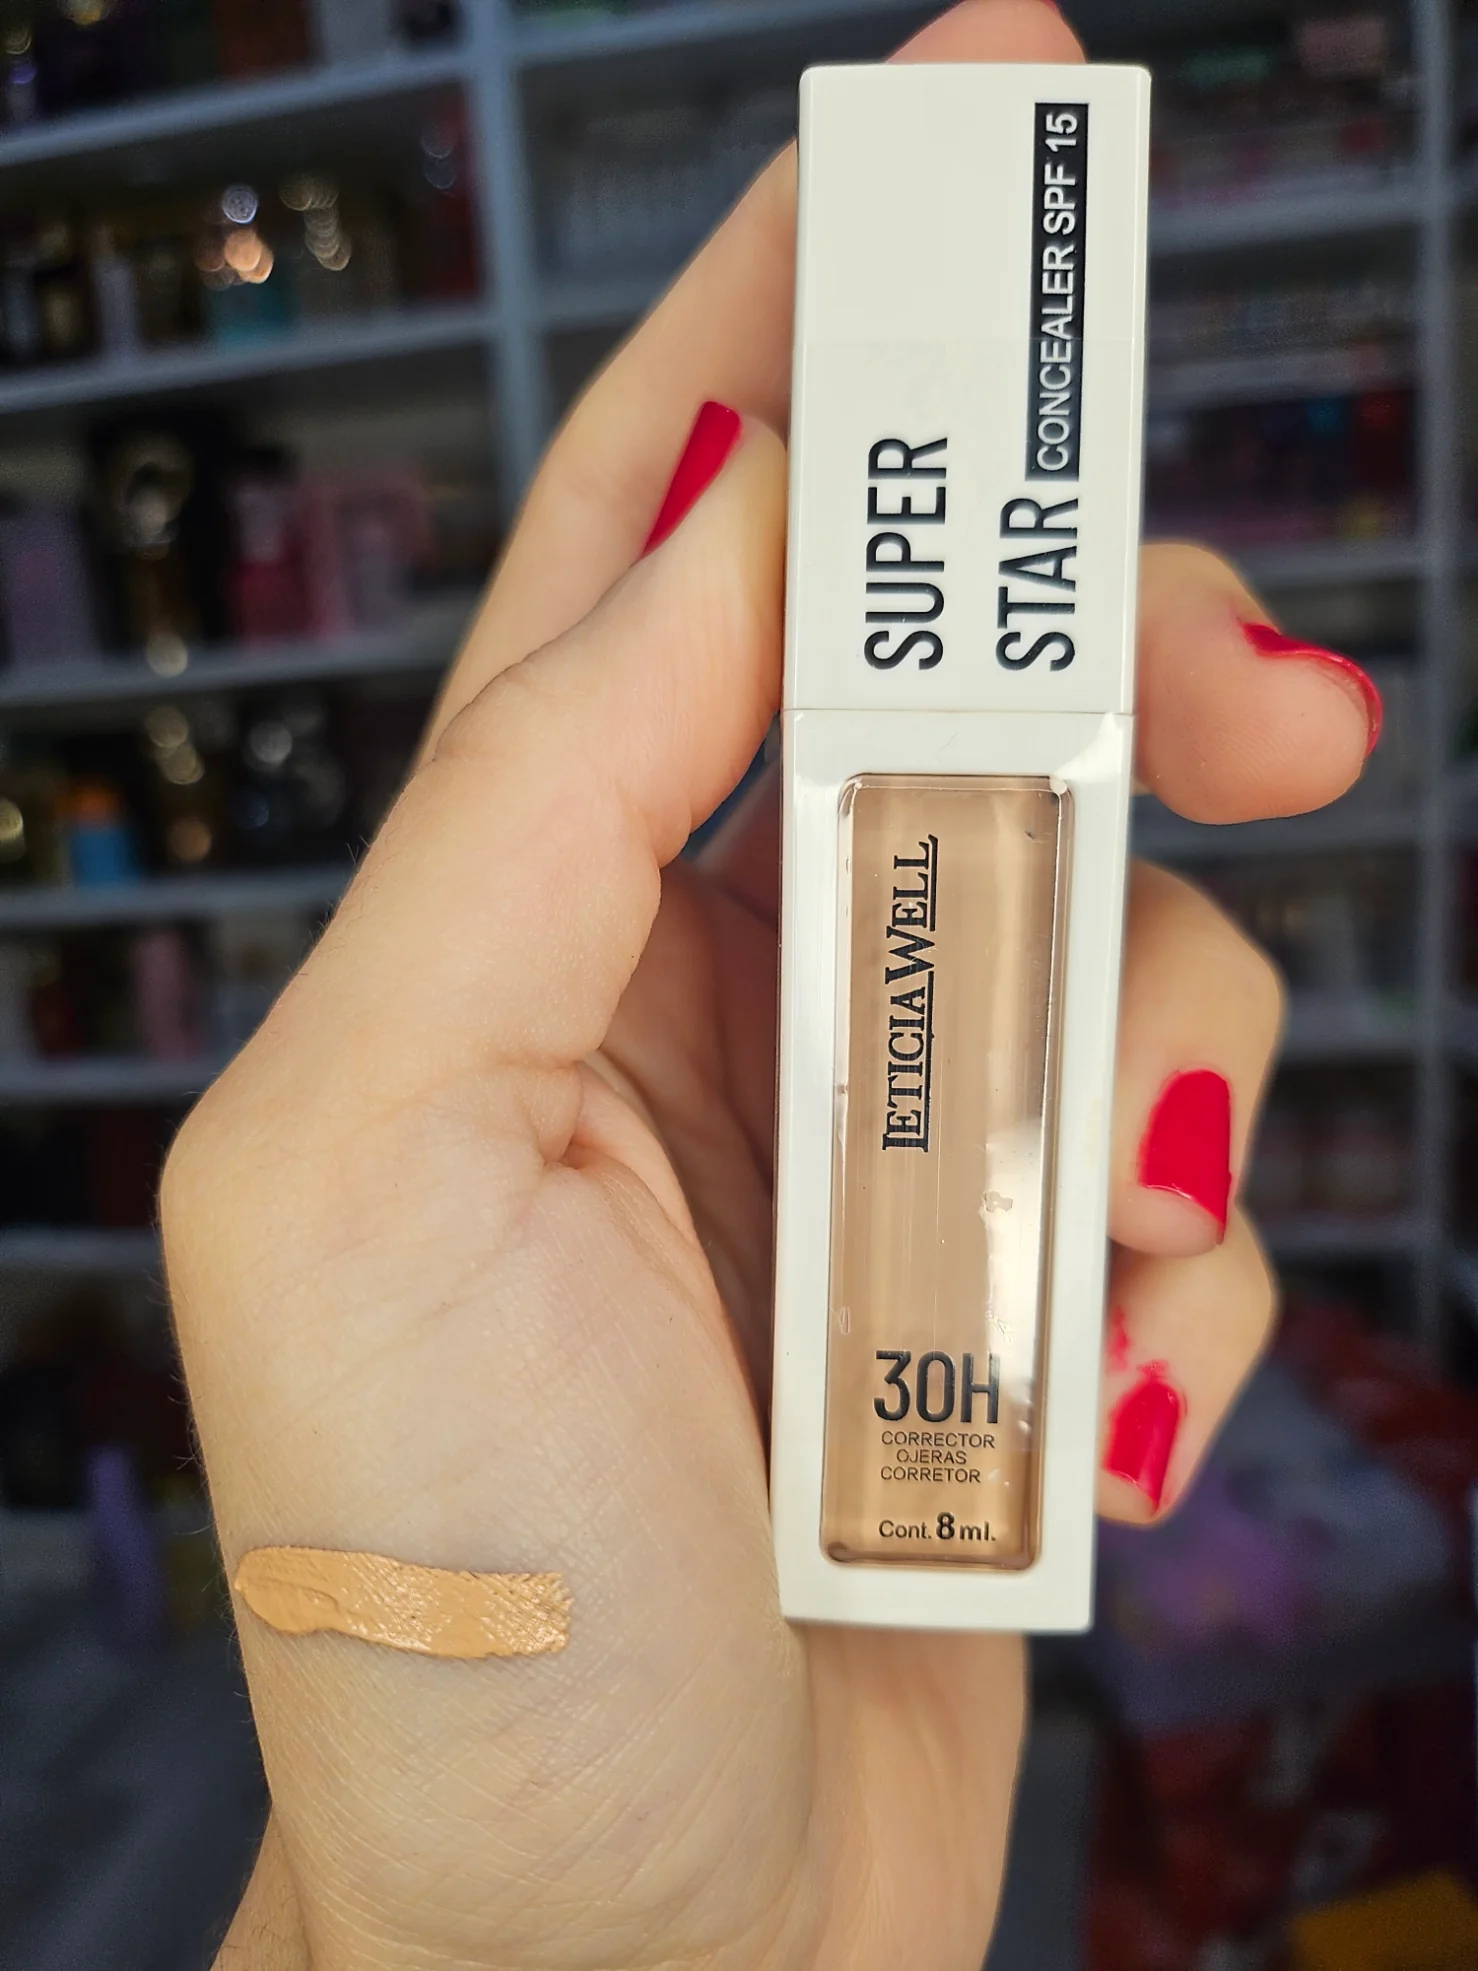 SUPER
STAR CONCEALER SPF 15
LETICIA WELL
30H
CORRECTOR
OJERAS
CORRETOR
Cont. 8 ml.